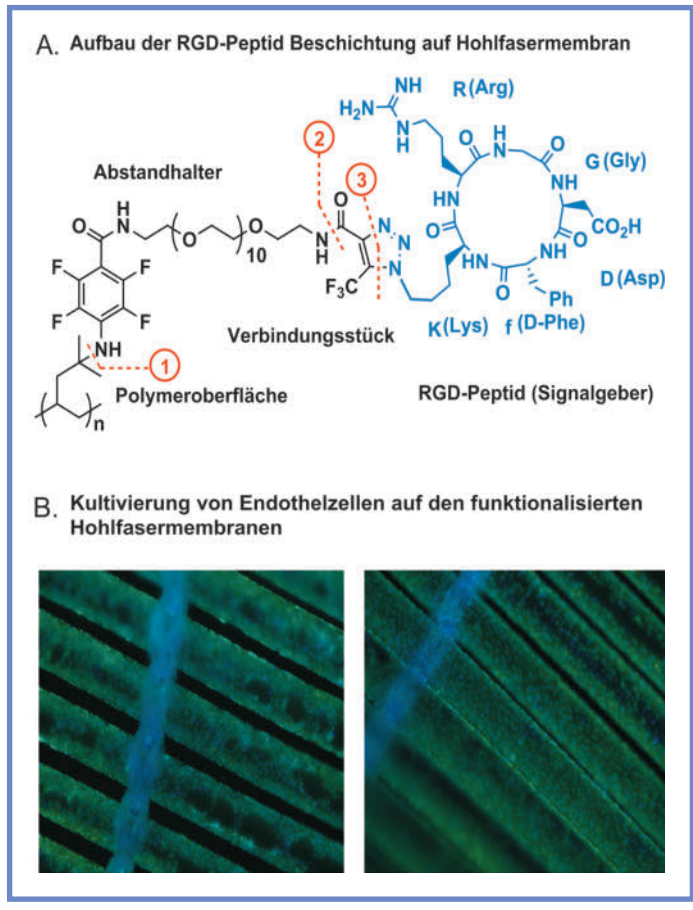 A. Aufbau der RGD-Peptid Beschichtung auf Hohlfasermembran
R (Arg)
NH
H₂N
NH
O
H
N
O
G (Gly)
2
3
Abstandhalter
O
NH
HN
O
H
N
O
O
10
O
N
H
N
N
N
O
NH
HN
CO₂H
O
F
F
F₃C
O
Ph
D (Asp)
F
F
Verbindungsstück
K (Lys)
f (D-Phe)
NH
1
Polymeroberfläche
RGD-Peptid (Signalgeber)
n
B. Kultivierung von Endothelzellen auf den funktionalisierten
Hohlfasermembranen